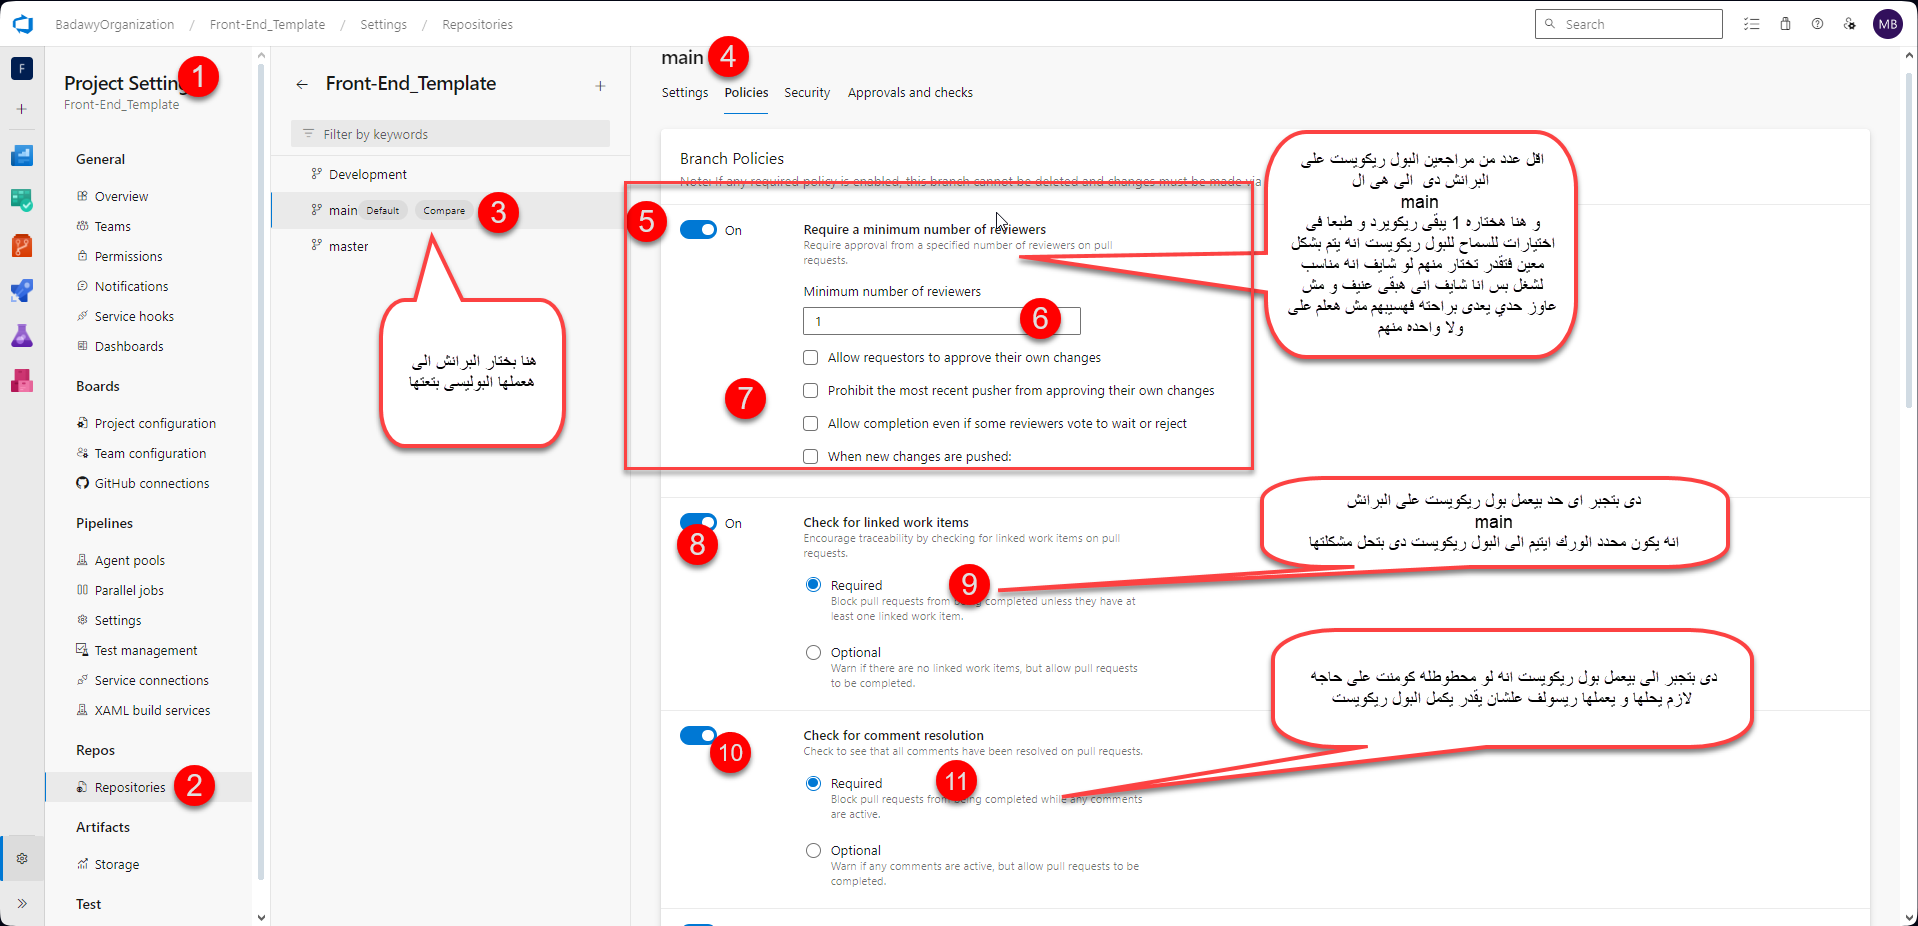 BadawyOrganization / Front-End_Template / Settings / Repositories
Search
MB
F
Project Settin
1
Front-End_Template
General
Overview
Teams
Permissions
Notifications
Service hooks
Dashboards
Boards
Project configuration
Team configuration
GitHub connections
Pipelines
Agent pools
Parallel jobs
Settings
Test management
Service connections
XAML build services
Repos
Repositories
2
Artifacts
Storage
Test
Front-End_Template
Filter by keywords
Development
main Default Compare
3
master
هنا بختار البرانش الى
هعملها البوليسى بتعتها
main
4
Settings Policies Security Approvals and checks
Branch Policies
Note: If any required policy is enabled, this branch cannot be deleted and changes must be made via
5
On
Require a minimum number of reviewers
Require approval from a specified number of reviewers on pull
requests.
Minimum number of reviewers
1
6
7
Allow requestors to approve their own changes
Prohibit the most recent pusher from approving their own changes
Allow completion even if some reviewers vote to wait or reject
When new changes are pushed:
اقل عدد من مراجعين البول ريكويست على
البرانش دى الى هى ال
main
و هنا هختاره 1 يبقى ريكويرد و طبعا فى
اختيارات للسماح للبول ريكويست انه يتم بشكل
معين فتقدر تختار منهم لو شايف انه مناسب
لشغل بس انا شايف انى هبقى عنيف و مش
عاوز حدي يعدى براحته فهسيبهم مش هعلم على
ولا واحده منهم
8
On
Check for linked work items
Encourage traceability by checking for linked work items on pull
requests.
Required
9
Block pull requests from being completed unless they have at
least one linked work item.
Optional
Warn if there are no linked work items, but allow pull requests
to be completed.
دى بتجبر اى حد بيعمل بول ريكويست على البرانش
main
انه يكون محدد الورك ايتيم الى البول ريكويست دى بتحل مشكلتها
10
Check for comment resolution
Check to see that all comments have been resolved on pull requests.
Required
11
Block pull requests from being completed while any comments
are active.
Optional
Warn if any comments are active, but allow pull requests to be
completed.
دى بتجبر الى بيعمل بول ريكويست انه لو محطوطله كومنت على حاجه
لازم يحلها و يعملها ريسولف علشان يقدر يكمل البول ريكويست